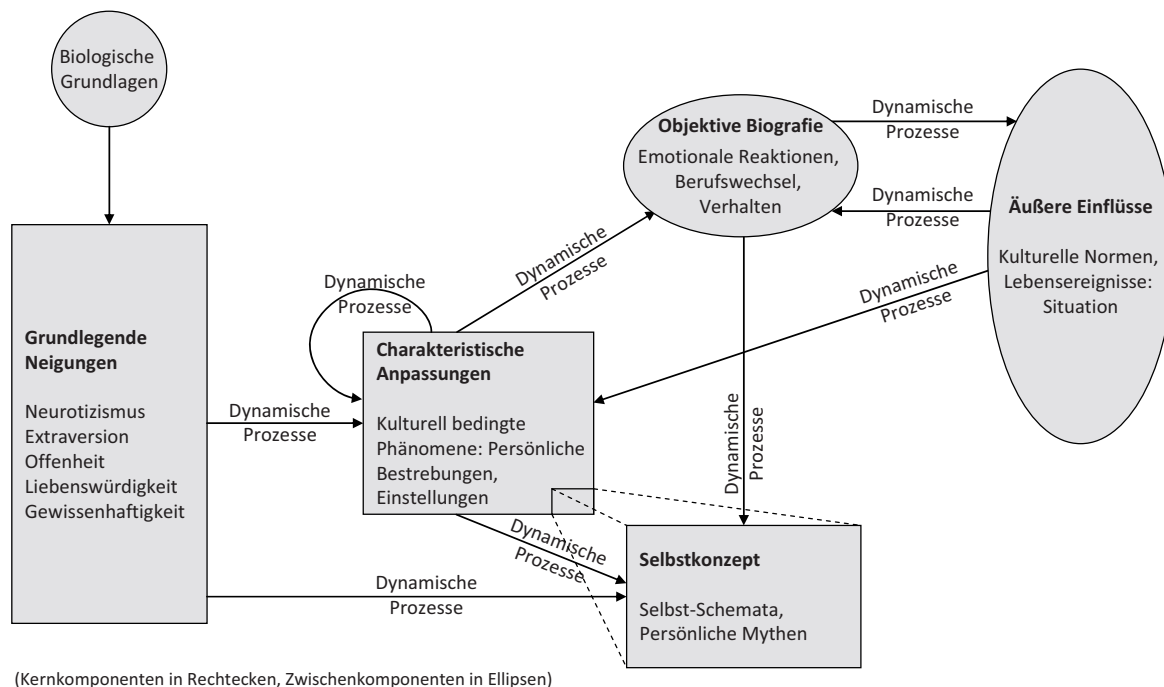 Biologische
Grundlagen
Grundlegende
Neigungen
Neurotizismus
Extraversion
Offenheit
Liebenswürdigkeit
Gewissenhaftigkeit
Dynamische
Prozesse
Dynamische
Prozesse
Charakteristische
Anpassungen
Kulturell bedingte
Phänomene: Persönliche
Bestrebungen,
Einstellungen
Dynamische
Prozesse
Objektive Biografie
Emotionale Reaktionen,
Berufswechsel,
Verhalten
Dynamische
Prozesse
Dynamische
Prozesse
Äußere Einflüsse
Kulturelle Normen,
Lebensereignisse:
Situation
Dynamische
Prozesse
Dynamische
Prozesse
Dynamische
Prozesse
Dynamische
Prozesse
Selbstkonzept
Selbst-Schemata,
Persönliche Mythen
(Kernkomponenten in Rechtecken, Zwischenkomponenten in Ellipsen)